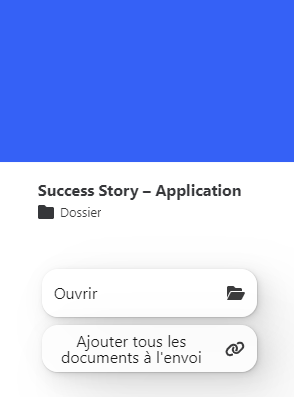 Success Story – Application
Dossier
Ouvrir
Ajouter tous les
documents à l'envoi